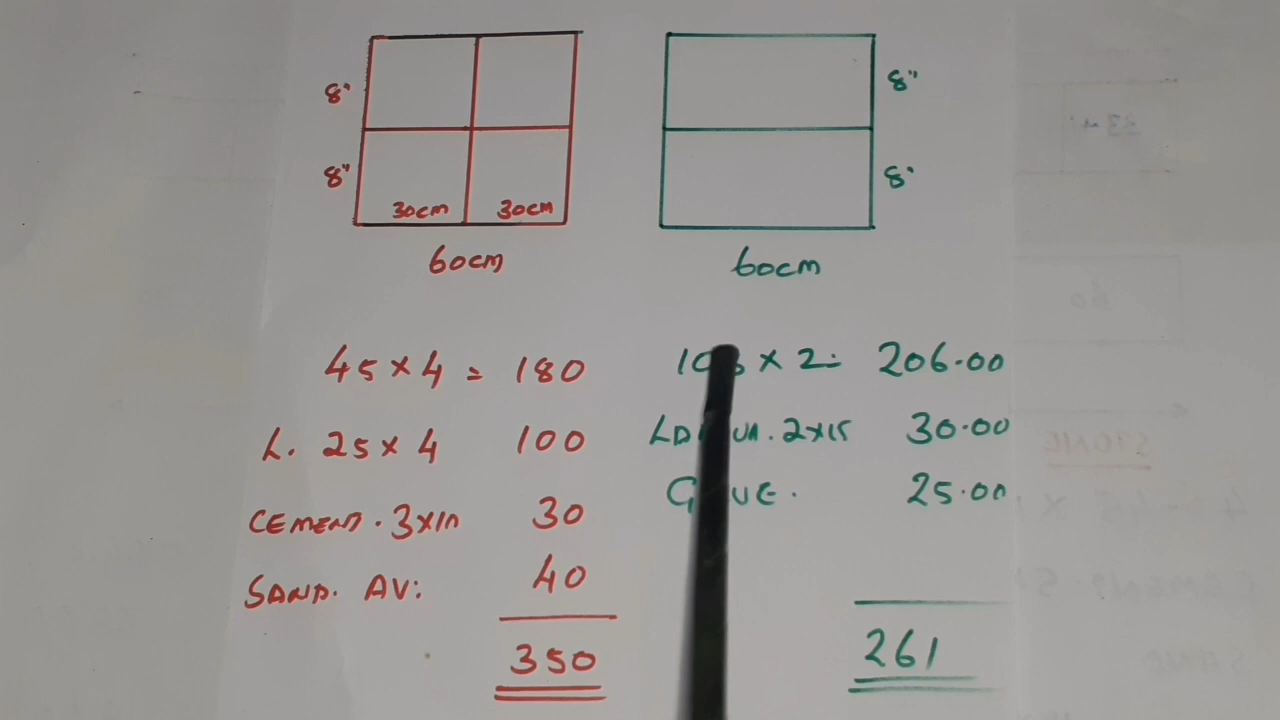 8"
8"
30cm 30cm
60cm
8"
8"
60cm
45 x 4 = 180
L. 25 x 4 100
CEMENT. 3x10 30
SAND. AV: 40
350
103 x 2 = 206.00
2x15 30.00
25.00
261